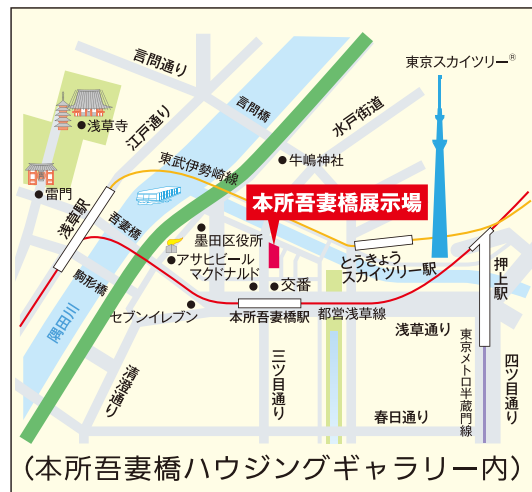 言問通り
東京スカイツリー®
江戸通り
言問橋
水戸街道
浅草寺
牛嶋神社
東武伊勢崎線
雷門
本所吾妻橋展示場
浅草駅
吾妻橋
墨田区役所
アサヒビール
マクドナルド
とうきょう
スカイツリー駅
押上駅
駒形橋
交番
セブンイレブン
本所吾妻橋駅
都営浅草線
浅草通り
隅田川
清澄通り
三ツ目通り
東京メトロ半蔵門線
四ツ目通り
春日通り
(本所吾妻橋ハウジングギャラリー内)